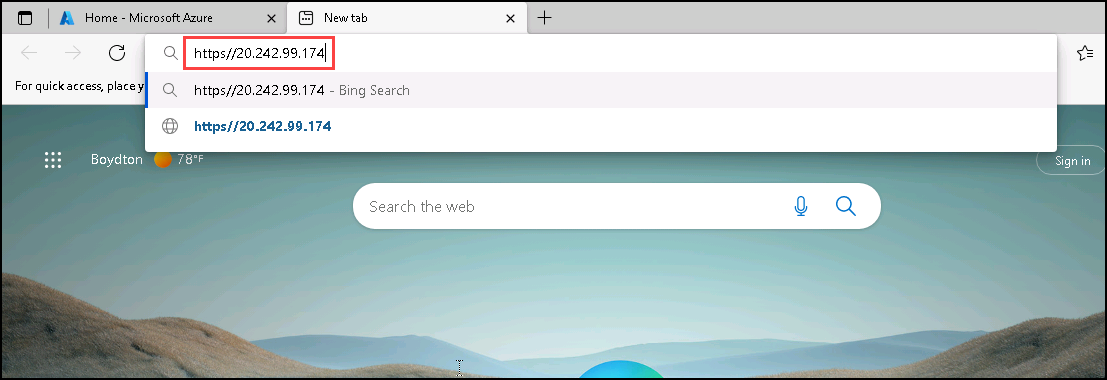 Home - Microsoft Azure
New tab
https//20.242.99.174
https//20.242.99.174 - Bing Search
https//20.242.99.174
For quick access, place y
Boydton 78°F
Sign in
Search the web